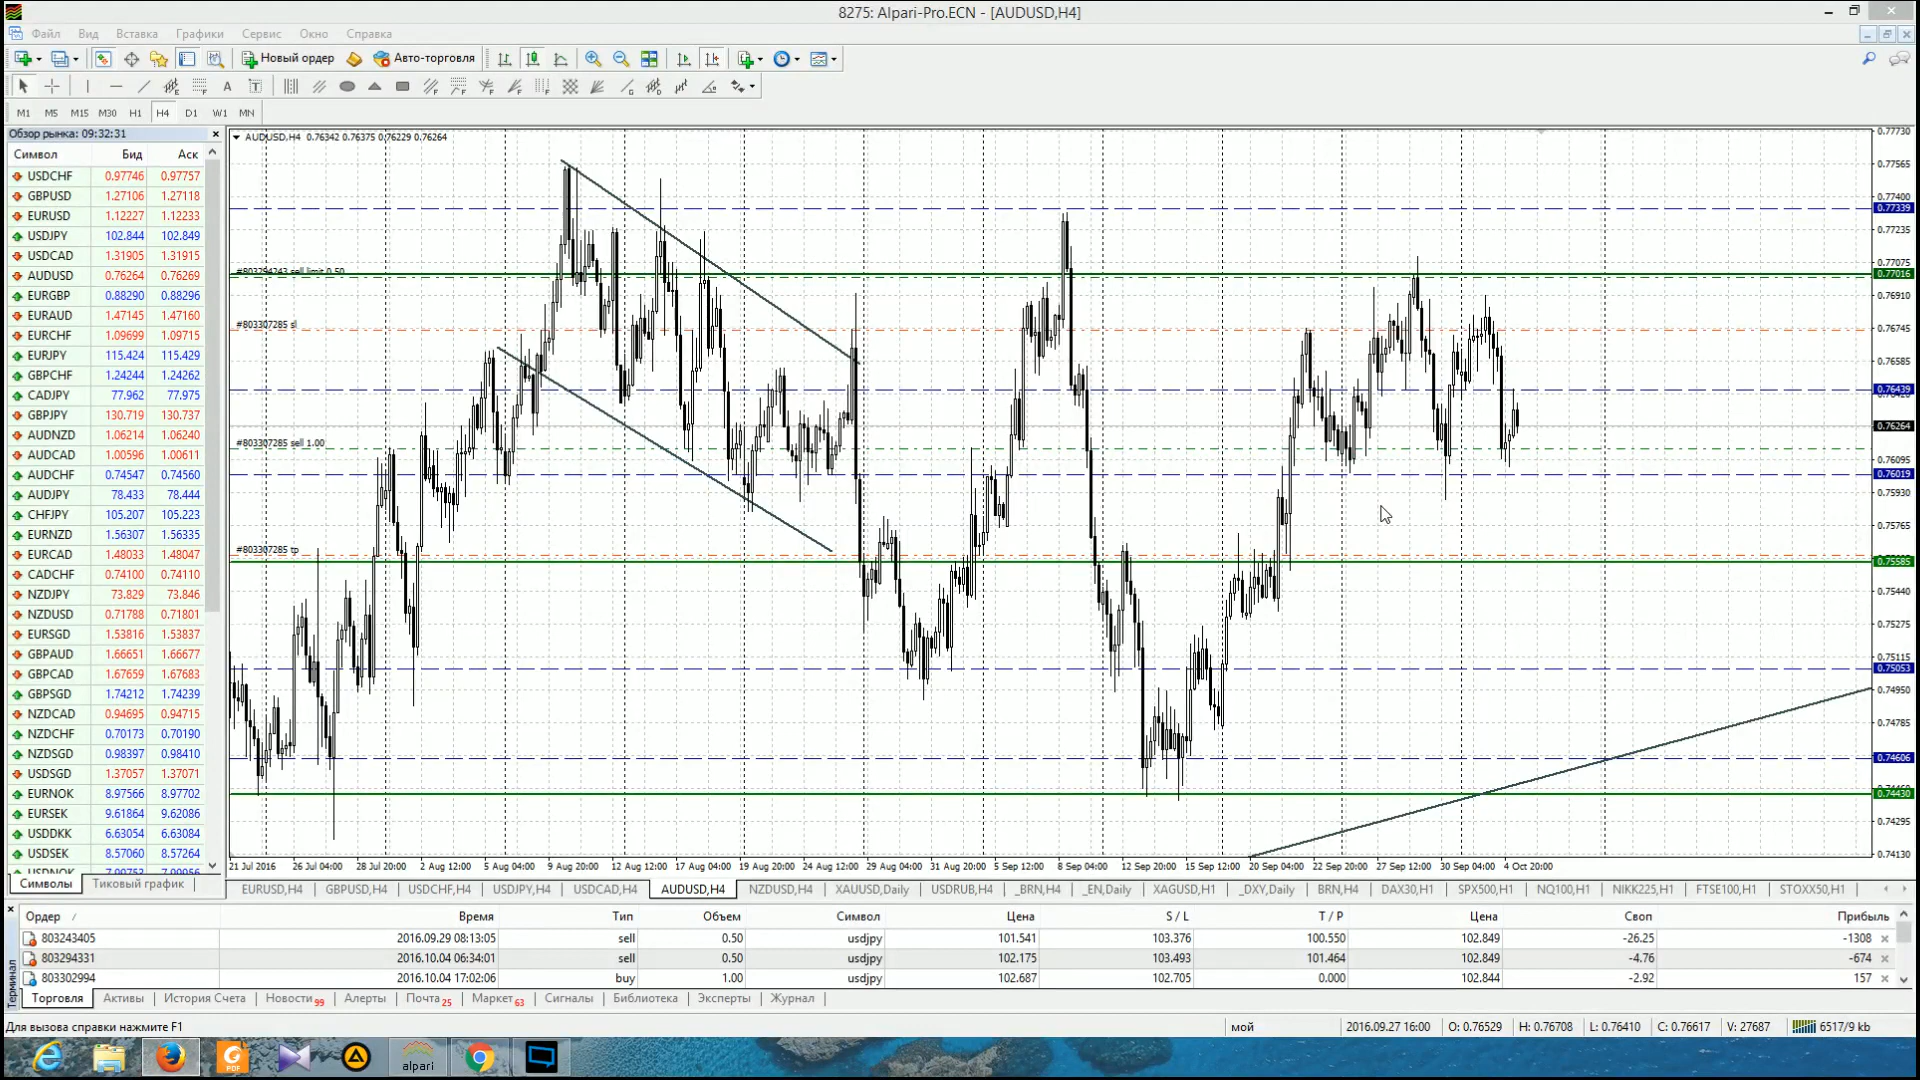 8275: Alpari-Pro.ECN - [AUDUSD,H4]
Файл Вид Вставка Графики Сервис Окно Справка
Новый ордер Авто-торговля
M1 M5 M15 M30 H1 H4 D1 W1 MN
Обзор рынка: 09:32:31
Символ Бид Аск
USDCHF 0.97746 0.97757
GBPUSD 1.27106 1.27118
EURUSD 1.12227 1.12233
USDJPY 102.844 102.849
USDCAD 1.31905 1.31915
AUDUSD 0.76264 0.76269
EURGBP 0.88290 0.88296
EURAUD 1.47145 1.47160
EURCHF 1.09699 1.09715
EURJPY 115.424 115.429
GBPCHF 1.24244 1.24262
CADJPY 77.962 77.975
GBPJPY 130.719 130.737
AUDNZD 1.06214 1.06240
AUDCAD 1.00596 1.00611
AUDCHF 0.74547 0.74560
AUDJPY 78.433 78.444
CHFJPY 105.207 105.223
EURNZD 1.56307 1.56335
EURCAD 1.48033 1.48047
CADCHF 0.74100 0.74110
NZDJPY 73.829 73.846
NZDUSD 0.71788 0.71801
EURSGD 1.53816 1.53837
GBPAUD 1.66651 1.66677
GBPCAD 1.67659 1.67683
GBPSGD 1.74212 1.74239
NZDCAD 0.94695 0.94715
NZDCHF 0.70173 0.70190
NZDSGD 0.98397 0.98410
USDSGD 1.37057 1.37071
EURNOK 8.97566 8.97702
EURSEK 9.61864 9.62086
USDDKK 6.63054 6.63234
USDSEK 8.57060 8.57264
Символы Тиковый график
AUDUSD,H4 0.76342 0.76375 0.76229 0.76264
#803294243 sell limit 0.50
#803307285 sl
#803307285 sell 1.00
#803307285 tp
0.77730
0.77565
0.77400
0.77339
0.77235
0.77075
0.77016
0.76910
0.76745
0.76585
0.76439
0.76264
0.76095
0.76019
0.75930
0.75765
0.75585
0.75440
0.75275
0.75115
0.75053
0.74950
0.74785
0.74606
0.74430
0.74295
0.74130
21 Jul 2016 26 Jul 04:00 28 Jul 20:00 2 Aug 12:00 5 Aug 04:00 9 Aug 20:00 12 Aug 12:00 17 Aug 04:00 19 Aug 20:00 24 Aug 12:00 29 Aug 04:00 31 Aug 20:00 5 Sep 12:00 8 Sep 04:00 12 Sep 20:00 15 Sep 12:00 20 Sep 04:00 22 Sep 20:00 27 Sep 12:00 30 Sep 04:00 4 Oct 20:00
EURUSD,H4 GBPUSD,H4 USDCHF,H4 USDJPY,H4 USDCAD,H4 AUDUSD,H4 NZDUSD,H4 XAUUSD,Daily USDRUB,H4 _BRN,H4 _EN,Daily XAGUSD,H1 _DXY,Daily BRN,H4 DAX30,H1 SPX500,H1 NQ100,H1 NIKK225,H1 FTSE100,H1 STOXX50,H1
Ордер / Время Тип Объем Символ Цена S / L T / P Цена Своп Прибыль
803243405 2016.09.29 08:13:05 sell 0.50 usdjpy 101.541 103.376 100.550 102.849 -26.25 -1308
803294331 2016.10.04 06:34:01 sell 0.50 usdjpy 102.175 103.493 101.464 102.849 -4.76 -674
803302994 2016.10.04 17:02:06 buy 1.00 usdjpy 102.687 102.705 0.000 102.844 -2.92 157
Терминал
Торговля Активы История Счета Новости 99 Алерты Почта 25 Маркет 63 Сигналы Библиотека Эксперты Журнал
Для вызова справки нажмите F1 мой 2016.09.27 16:00 O: 0.76529 H: 0.76708 L: 0.76410 C: 0.76617 V: 27687 6517/9 kb
PDF alpari